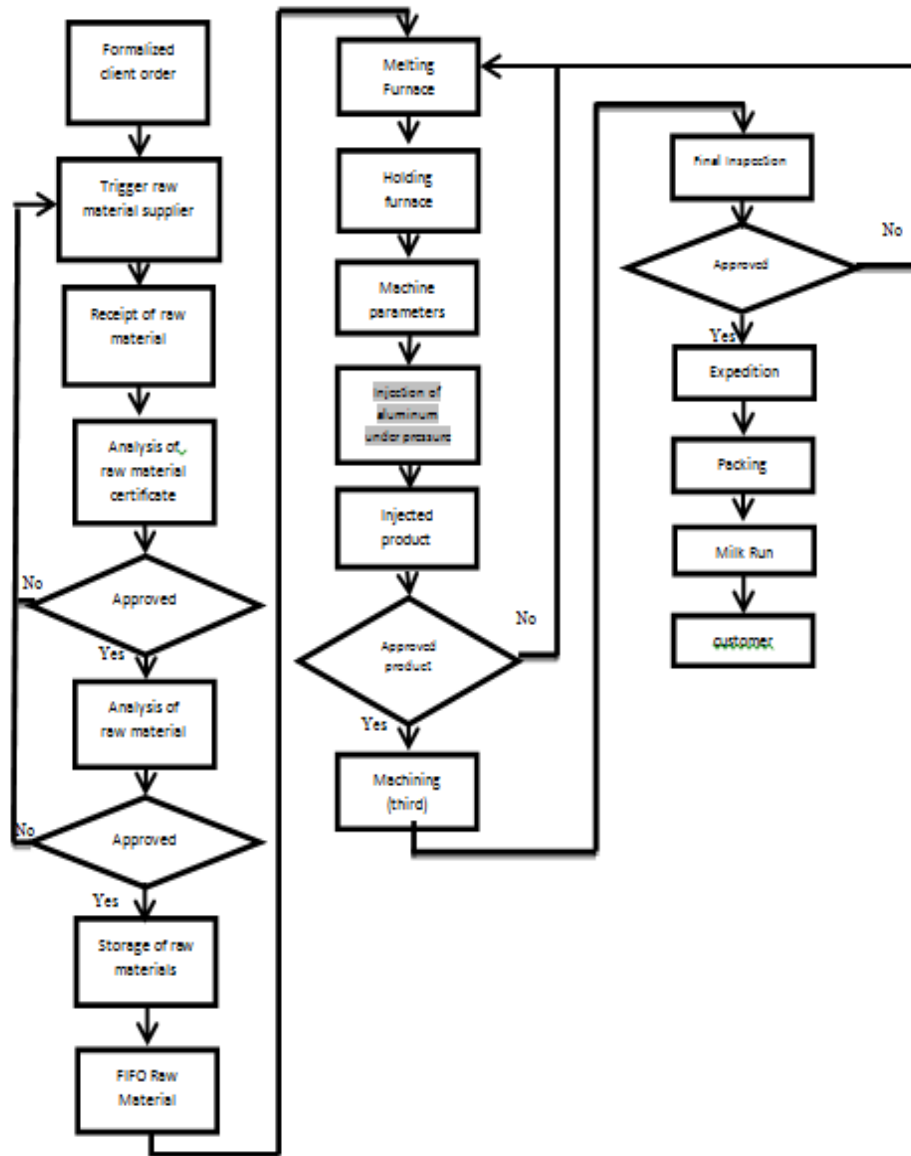 Formalized
client order
Trigger raw
material supplier
Receipt of raw
material
Analysis of
raw material
certificate
Approved
No
Yes
Analysis of
raw material
Approved
No
Yes
Storage of raw
materials
FIFO Raw
Material
Melting
Furnace
Holding
furnace
Machine
parameters
Injection of
aluminum
under pressure
Injected
product
Approved
product
No
Yes
Machining
(third)
Final Inspection
Approved
No
Yes
Expedition
Packing
Milk Run
customer